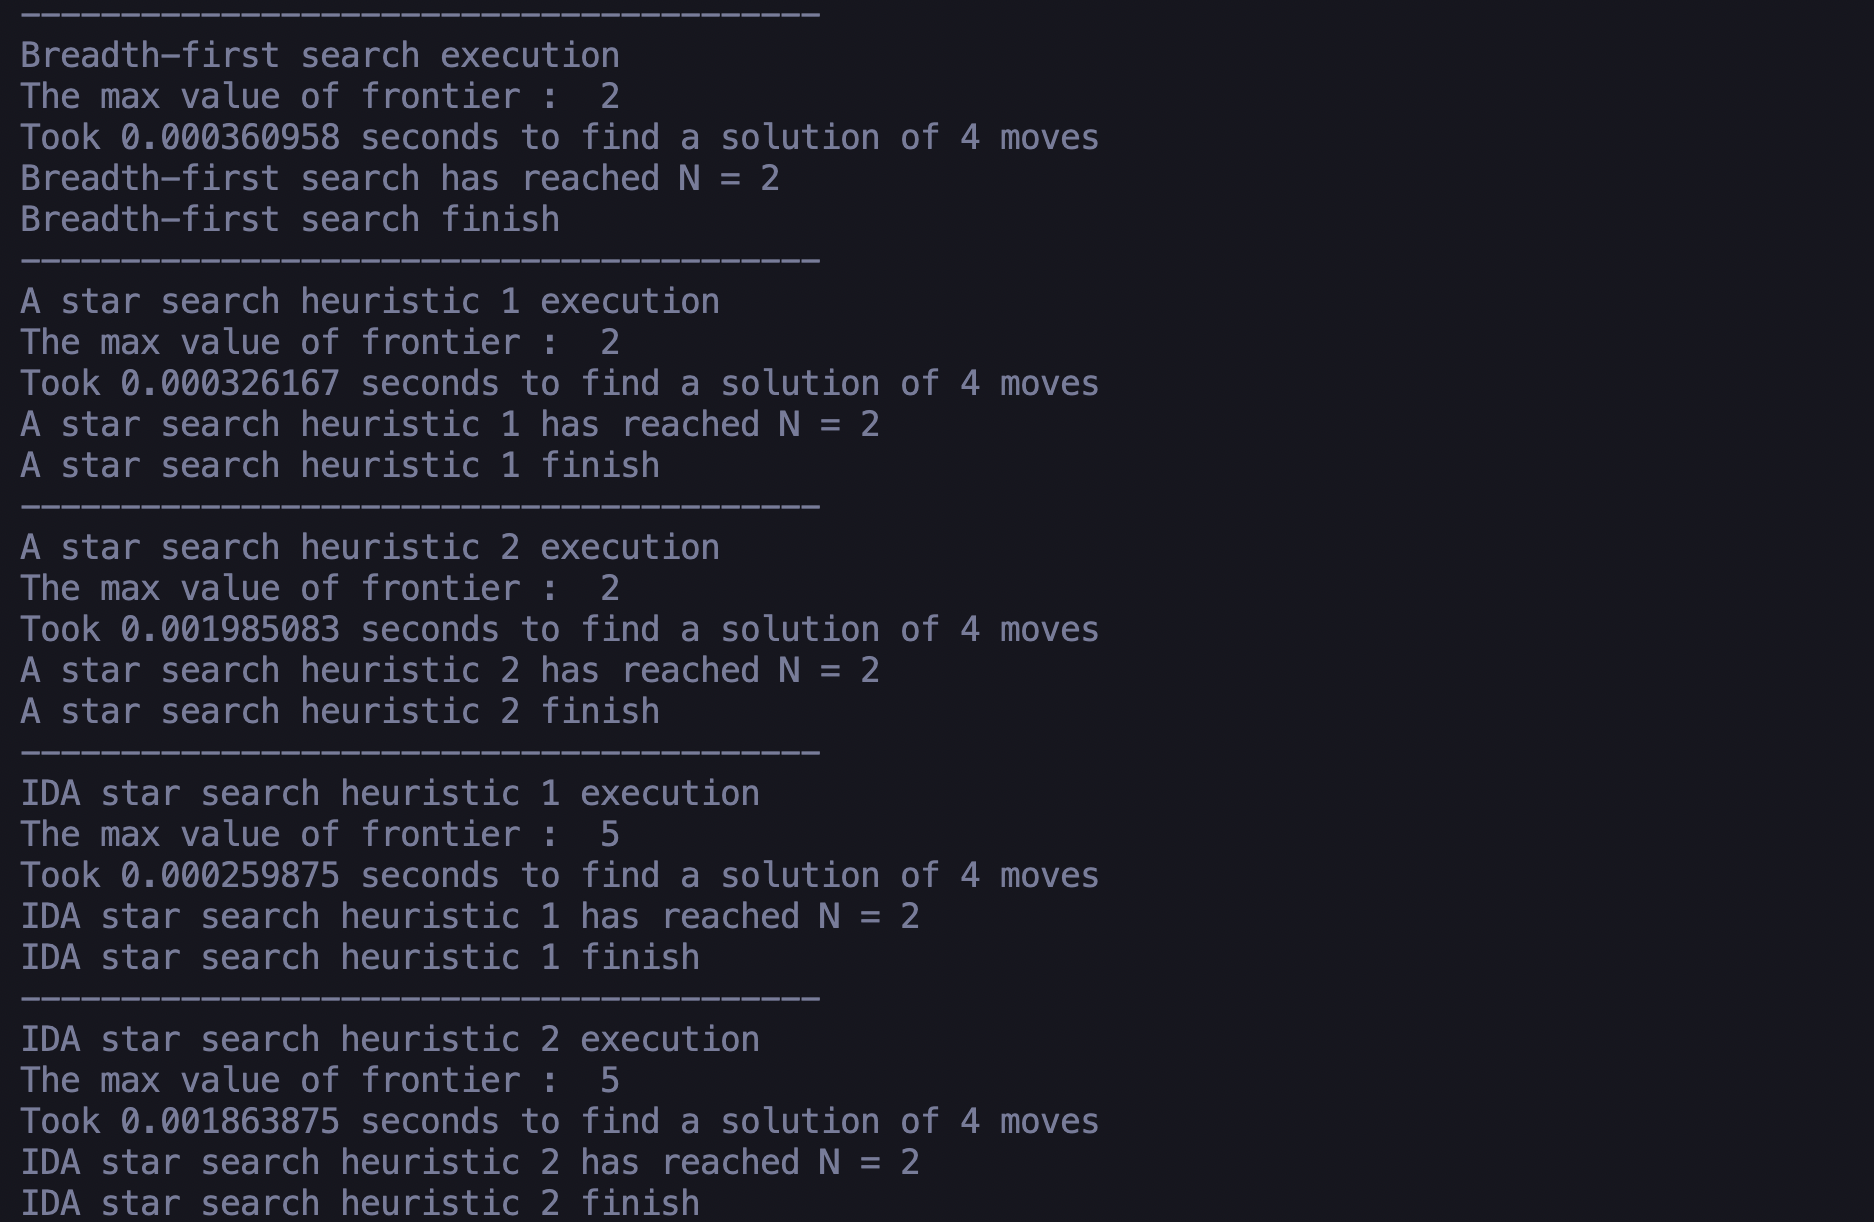 ----------------------------------------
Breadth-first search execution
The max value of frontier :  2
Took 0.000360958 seconds to find a solution of 4 moves
Breadth-first search has reached N = 2
Breadth-first search finish
----------------------------------------
A star search heuristic 1 execution
The max value of frontier :  2
Took 0.000326167 seconds to find a solution of 4 moves
A star search heuristic 1 has reached N = 2
A star search heuristic 1 finish
----------------------------------------
A star search heuristic 2 execution
The max value of frontier :  2
Took 0.001985083 seconds to find a solution of 4 moves
A star search heuristic 2 has reached N = 2
A star search heuristic 2 finish
----------------------------------------
IDA star search heuristic 1 execution
The max value of frontier :  5
Took 0.000259875 seconds to find a solution of 4 moves
IDA star search heuristic 1 has reached N = 2
IDA star search heuristic 1 finish
----------------------------------------
IDA star search heuristic 2 execution
The max value of frontier :  5
Took 0.001863875 seconds to find a solution of 4 moves
IDA star search heuristic 2 has reached N = 2
IDA star search heuristic 2 finish